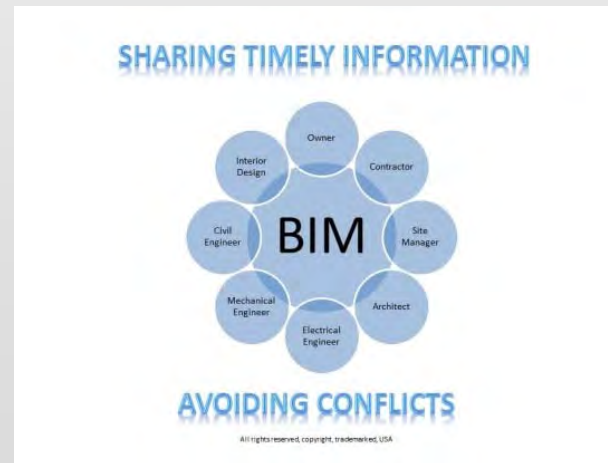 SHARING TIMELY INFORMATION
Owner
Contractor
Site
Manager
Architect
Electrical
Engineer
Mechanical
Engineer
Civil
Engineer
Interior
Design
BIM
AVOIDING CONFLICTS
All rights reserved, copyright, trademarked, USA